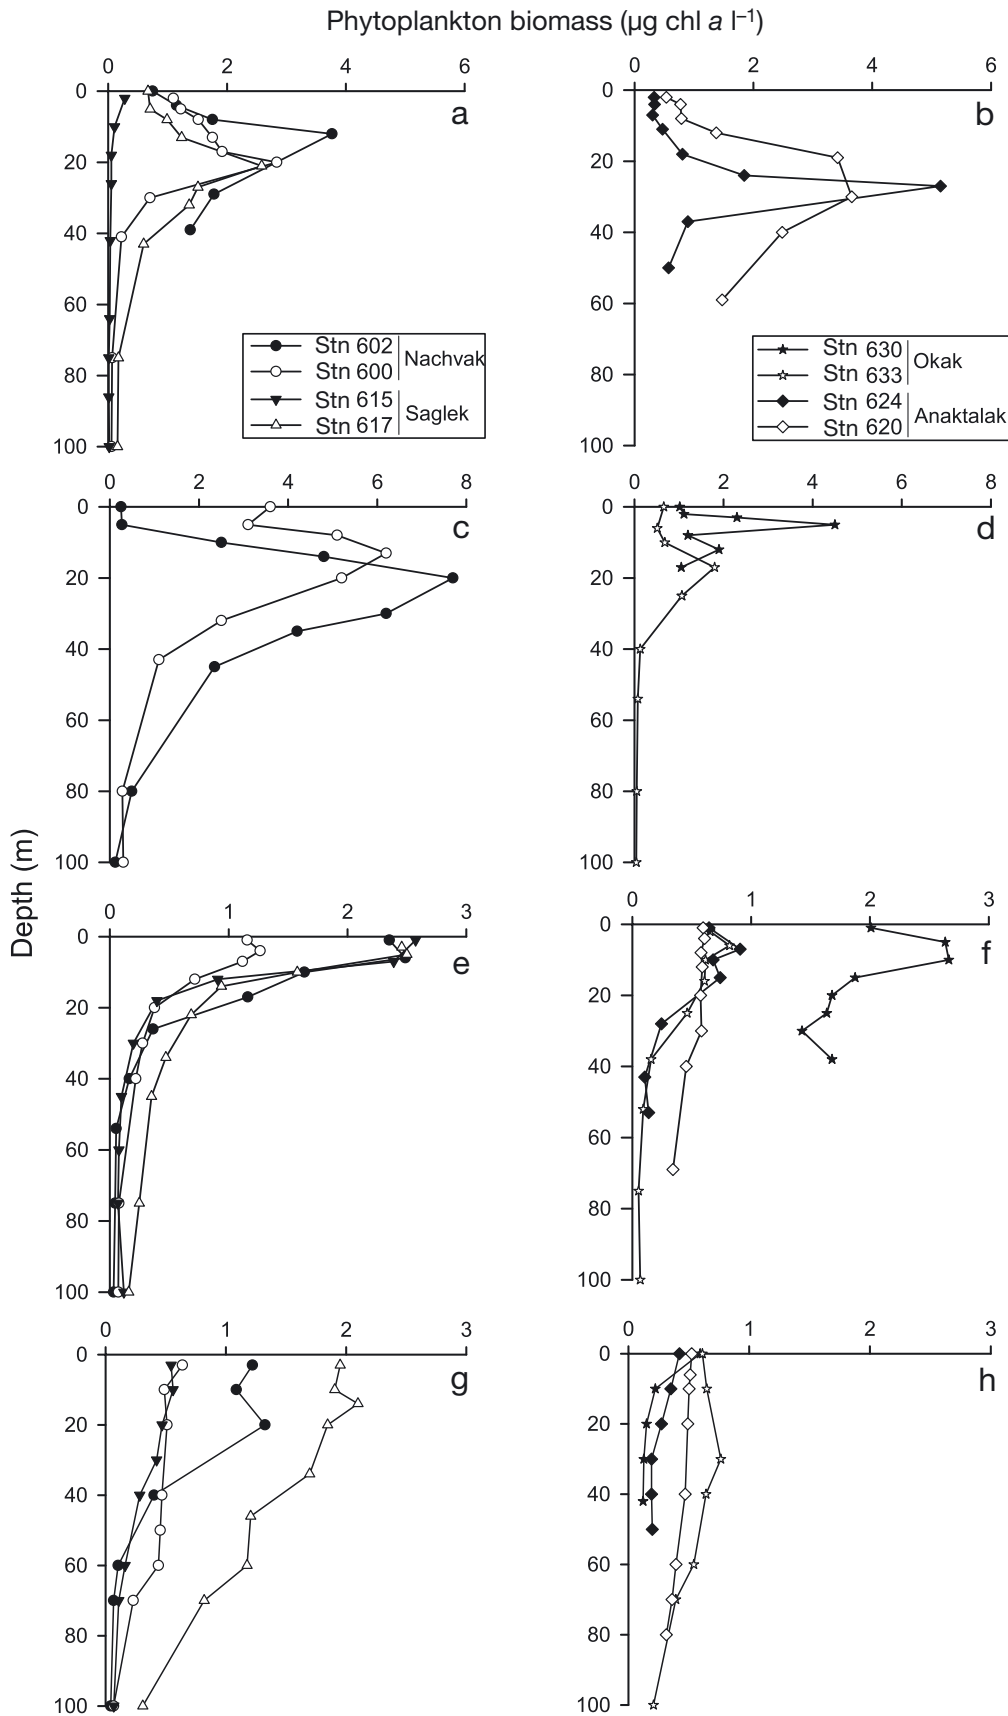 Phytoplankton biomass (µg chl a l–1)
0 2 4 6
0 2 4 6
0
20
40
60
80
100
a
0
20
40
60
80
100
b
Stn 602
Stn 600
Nachvak
Stn 615
Stn 617
Saglek
Stn 630
Stn 633
Okak
Stn 624
Stn 620
Anaktalak
0 2 4 6 8
0 2 4 6 8
0
20
40
60
80
100
c
0
20
40
60
80
100
d
Depth (m)
0 1 2 3
0 1 2 3
0
20
40
60
80
100
e
0
20
40
60
80
100
f
0 1 2 3
0 1 2 3
0
20
40
60
80
100
g
0
20
40
60
80
100
h